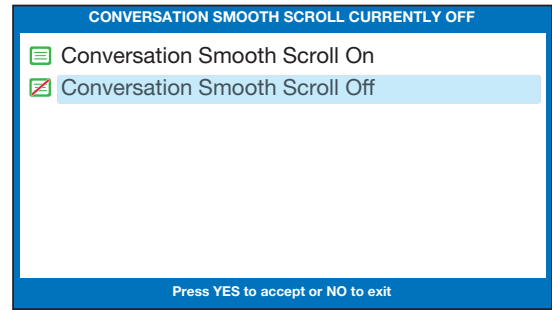 CONVERSATION SMOOTH SCROLL CURRENTLY OFF
Conversation Smooth Scroll On
Conversation Smooth Scroll Off
Press YES to accept or NO to exit